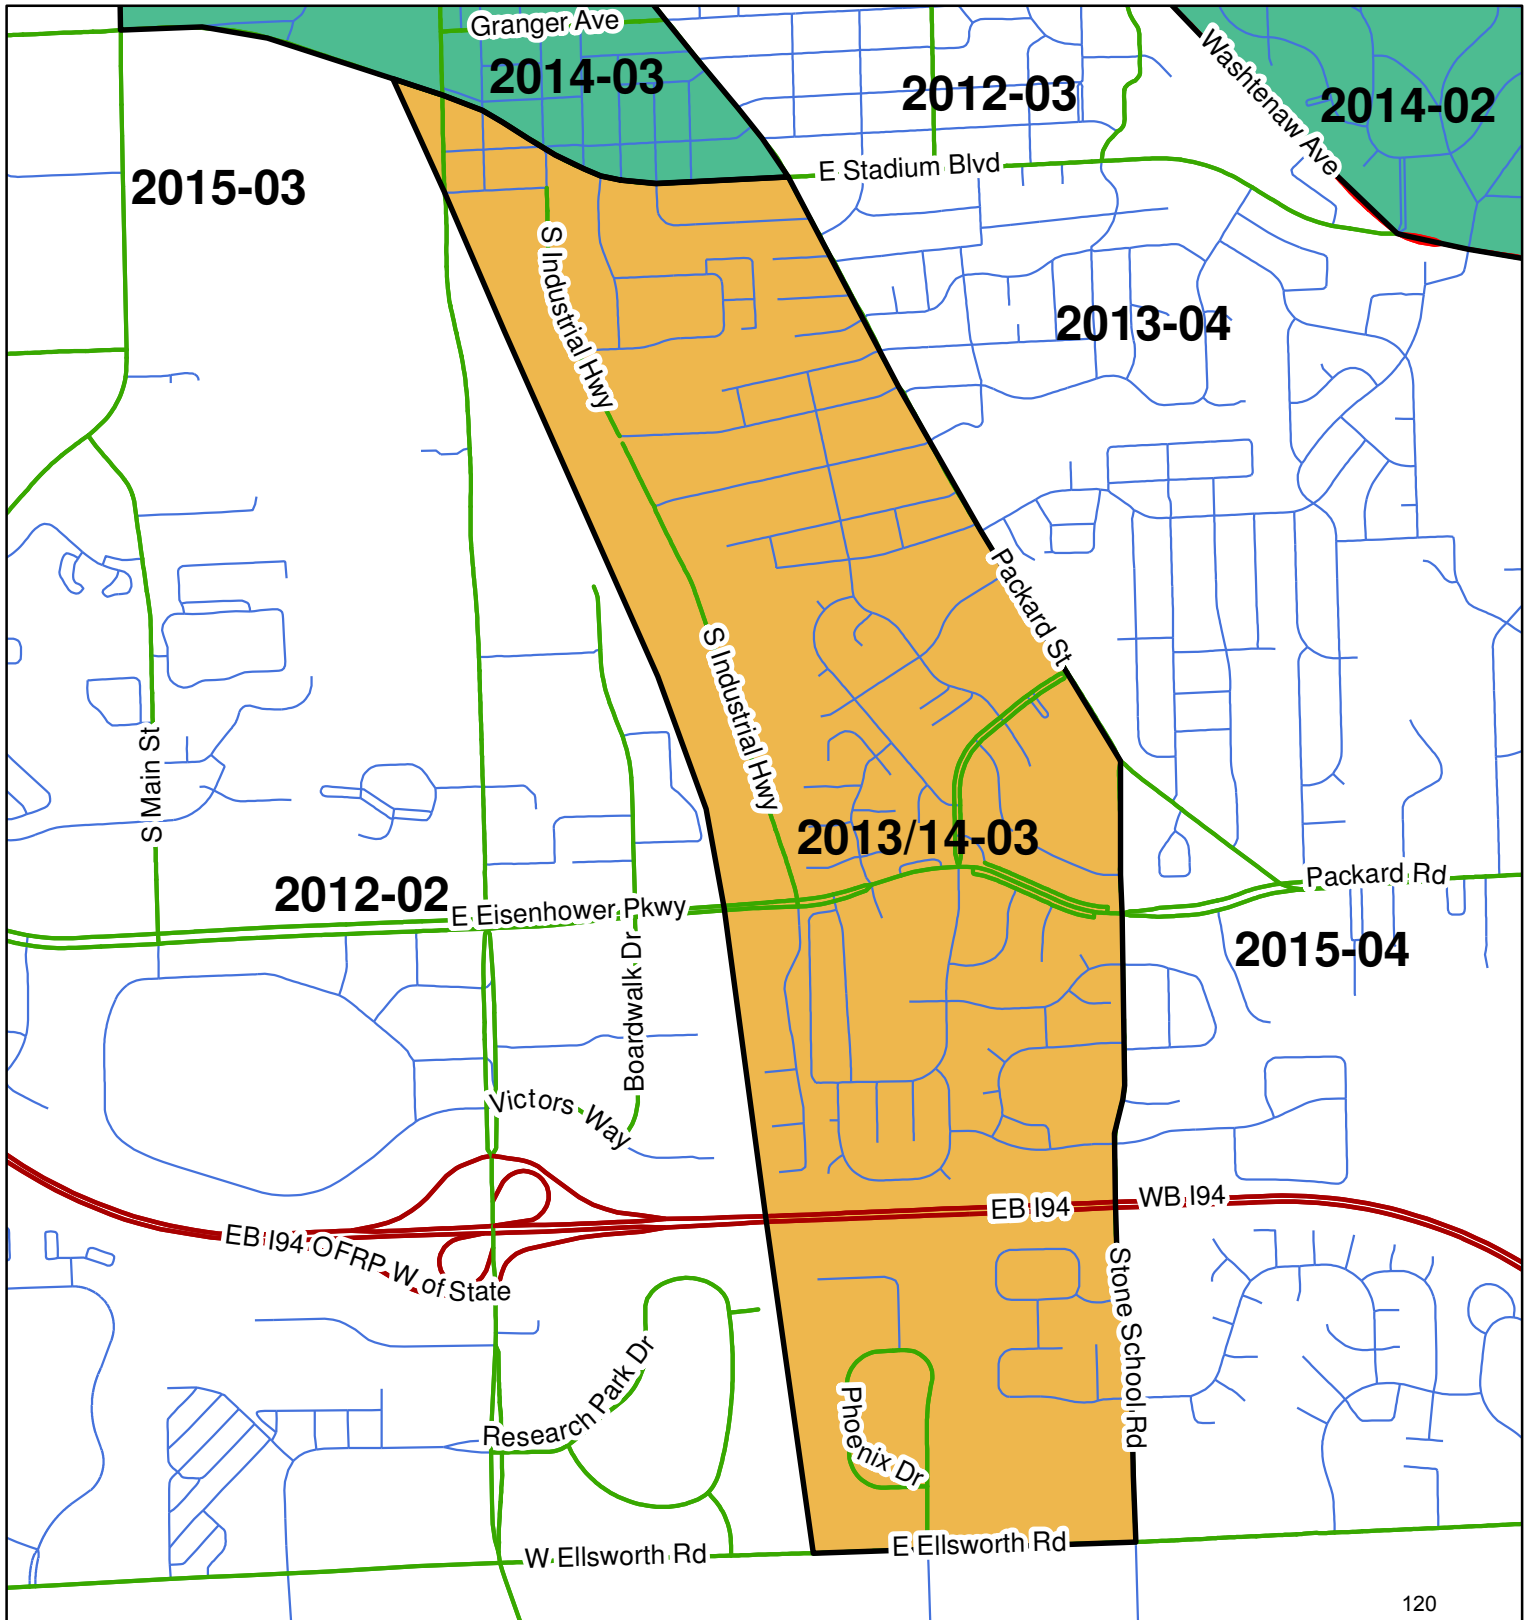 Granger Ave
2014-03
2012-03
Washtenaw Ave
2014-02
2015-03
E Stadium Blvd
S Industrial Hwy
2013-04
Packard St
S Industrial Hwy
S Main St
2013/14-03
2012-02
E Eisenhower Pkwy
Packard Rd
2015-04
Boardwalk Dr
Victors Way
EB I94
WB I94
EB I94 OFRP W of State
Stone School Rd
Research Park Dr
Phoenix Dr
W Ellsworth Rd
E Ellsworth Rd
120